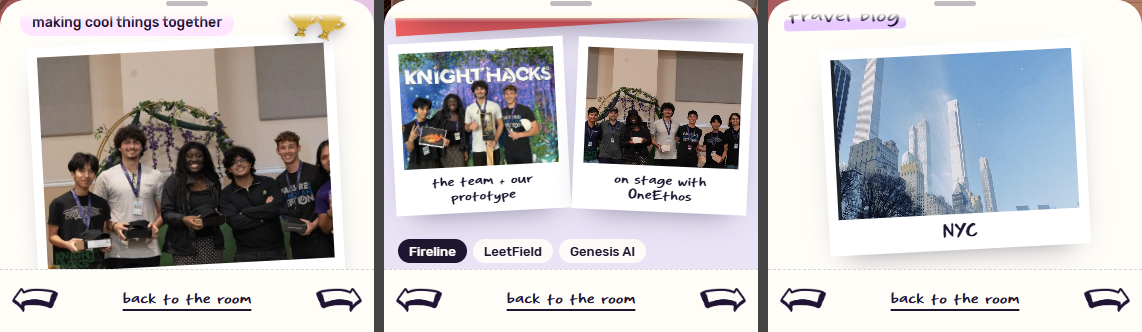 making cool things together
back to the room
KNIGHT HACKS
the team + our
prototype
on stage with
OneEthos
Fireline
LeetField
Genesis AI
back to the room
travel blog
NYC
back to the room